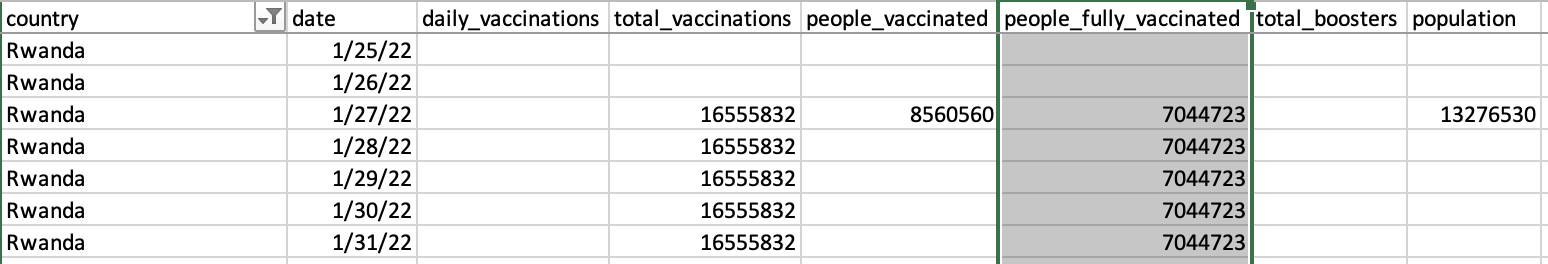 country date daily_vaccinations total_vaccinations people_vaccinated people_fully_vaccinated total_boosters population
Rwanda 1/25/22
Rwanda 1/26/22
Rwanda 1/27/22 16555832 8560560 7044723 13276530
Rwanda 1/28/22 16555832 7044723
Rwanda 1/29/22 16555832 7044723
Rwanda 1/30/22 16555832 7044723
Rwanda 1/31/22 16555832 7044723